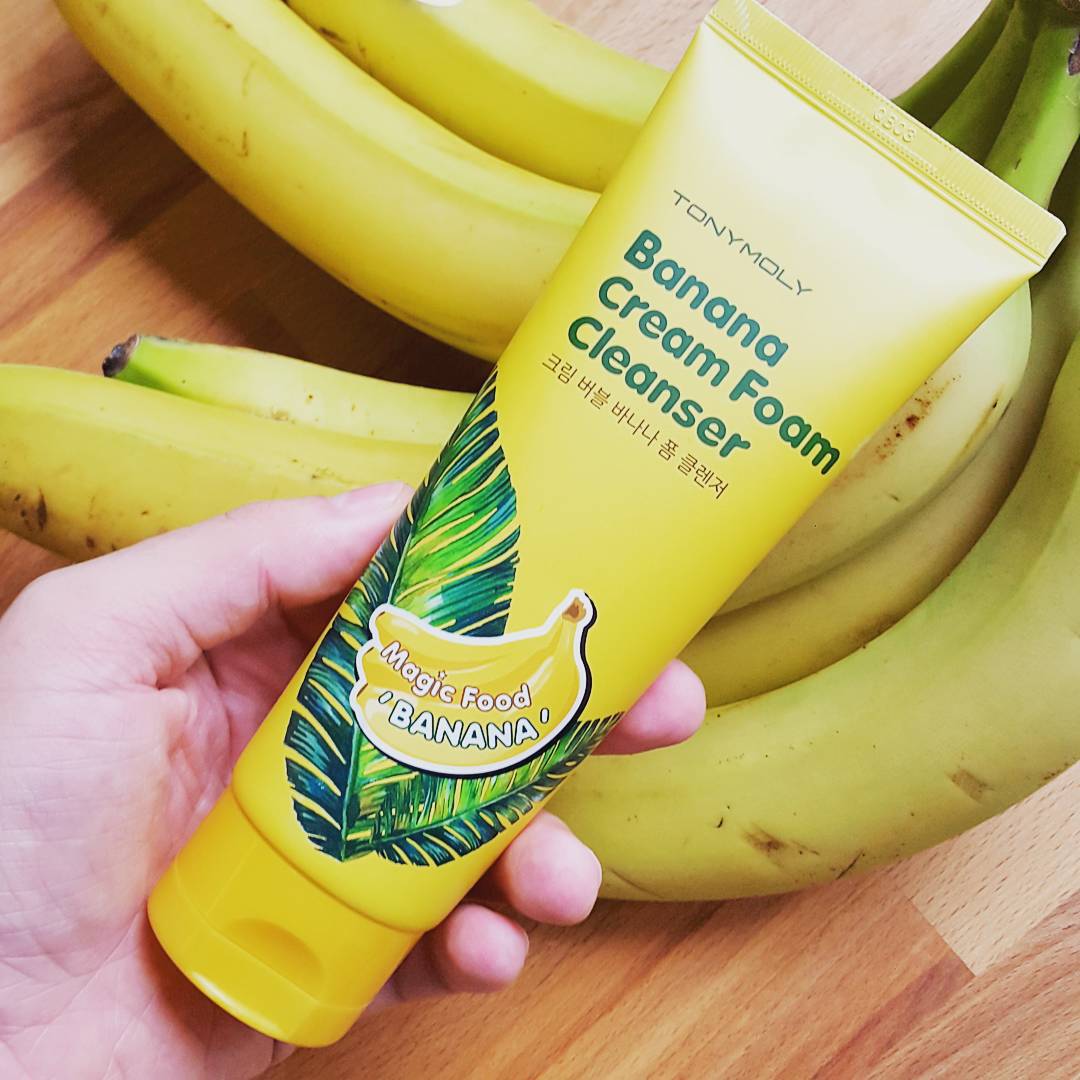 0803
TONYMOLY
Banana
Cream Foam
Cleanser
크림 버블 바나나 폼 클렌저
Magic Food
'BANANA'